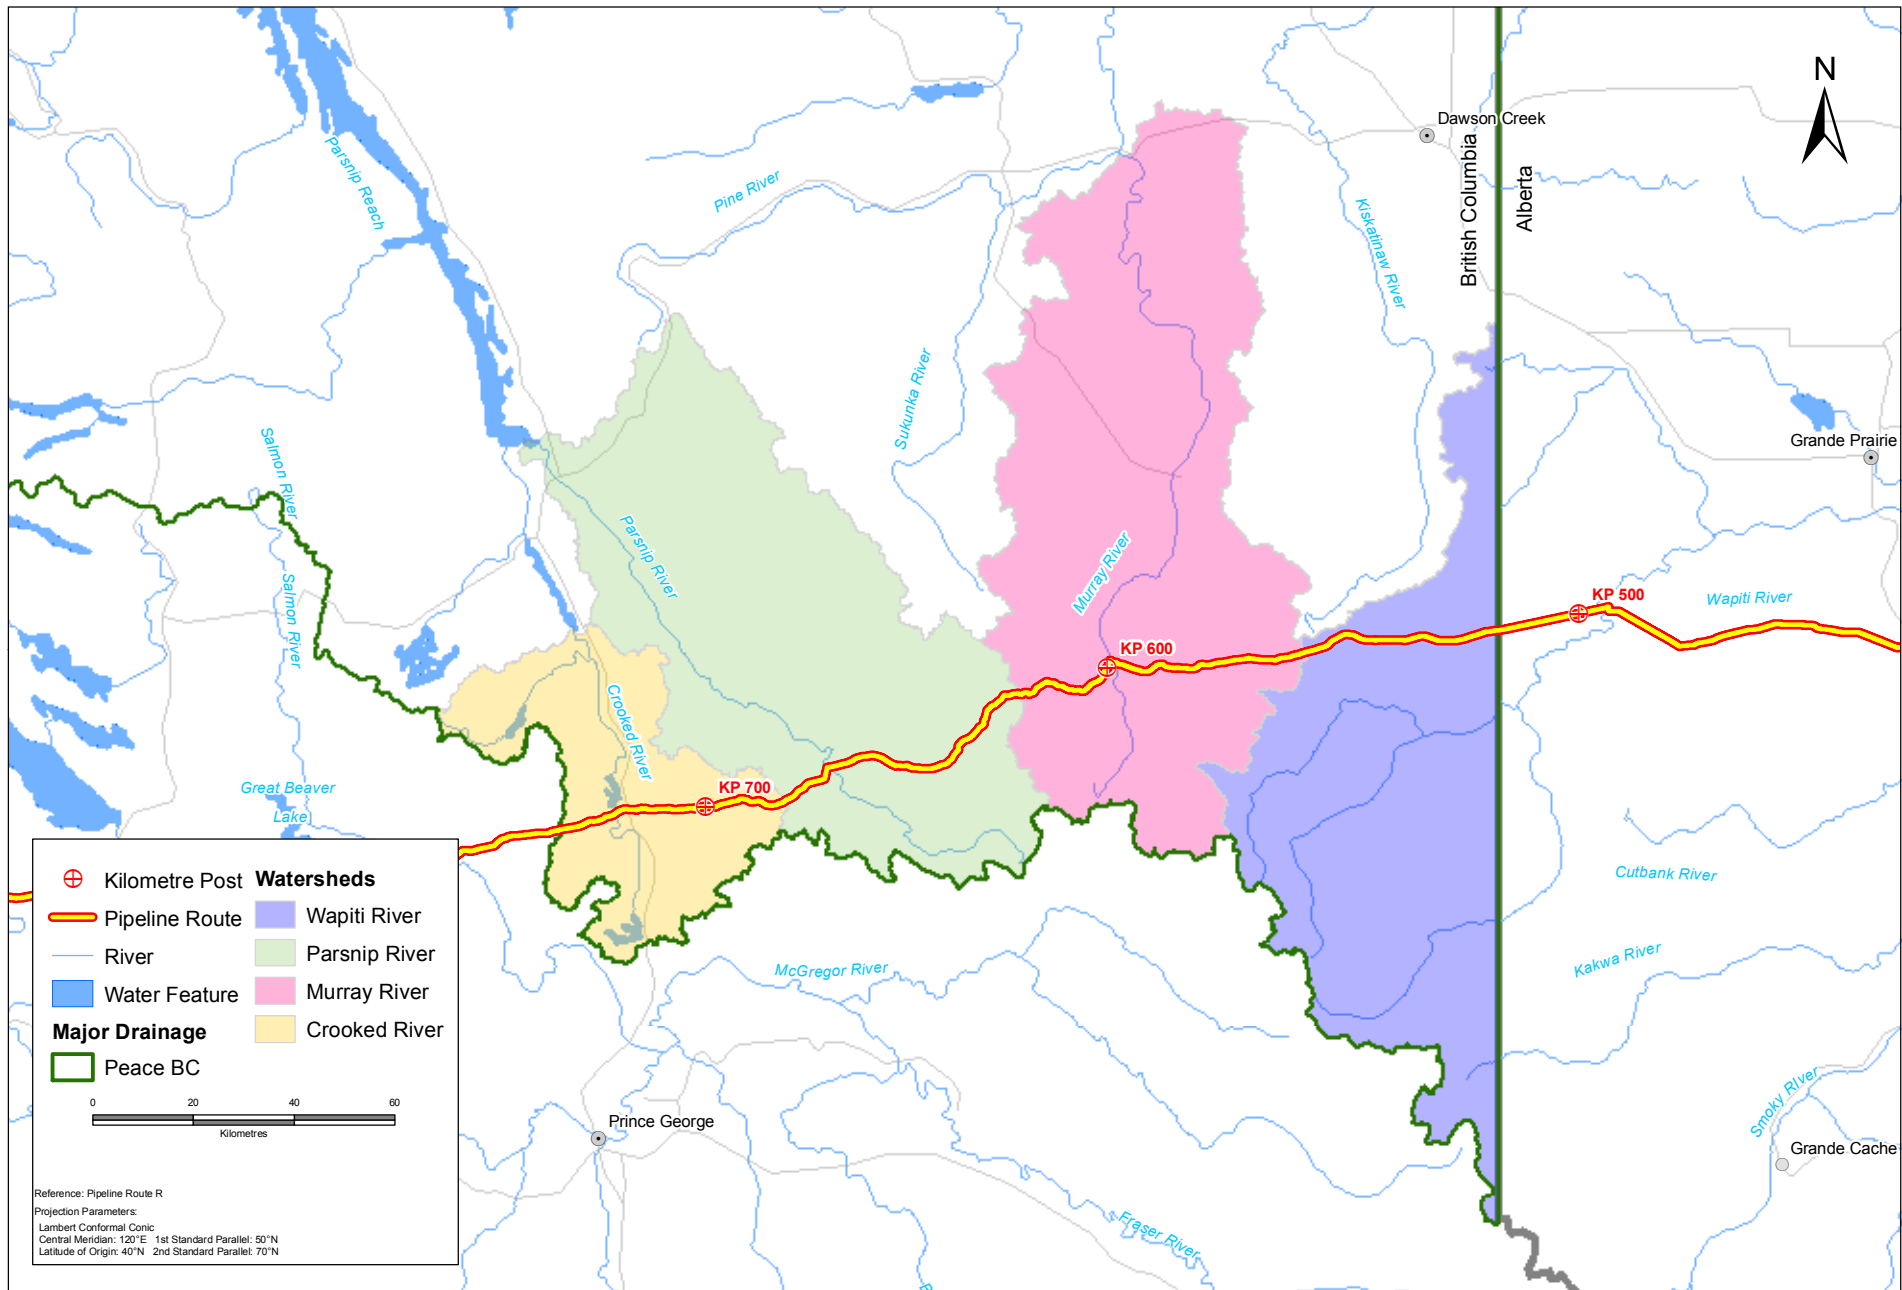 N
Dawson Creek
British Columbia
Alberta
Parsnip Reach
Pine River
Kiskatinaw River
Sukunka River
Grande Prairie
Salmon River
Parsnip River
Murray River
Salmon River
KP 500
Wapiti River
KP 600
Crooked River
KP 700
Great Beaver
Lake
Cutbank River
Kakwa River
McGregor River
Smoky RIver
Prince George
Grande Cache
Fraser River
Kilometre Post
Pipeline Route
River
Water Feature
Major Drainage
Peace BC
Watersheds
Wapiti River
Parsnip River
Murray River
Crooked River
0 20 40 60
Kilometres
Reference: Pipeline Route R
Projection Parameters:
Lambert Conformal Conic
Central Meridian: 120°E 1st Standard Parallel: 50°N
Latitude of Origin: 40°N 2nd Standard Parallel: 70°N